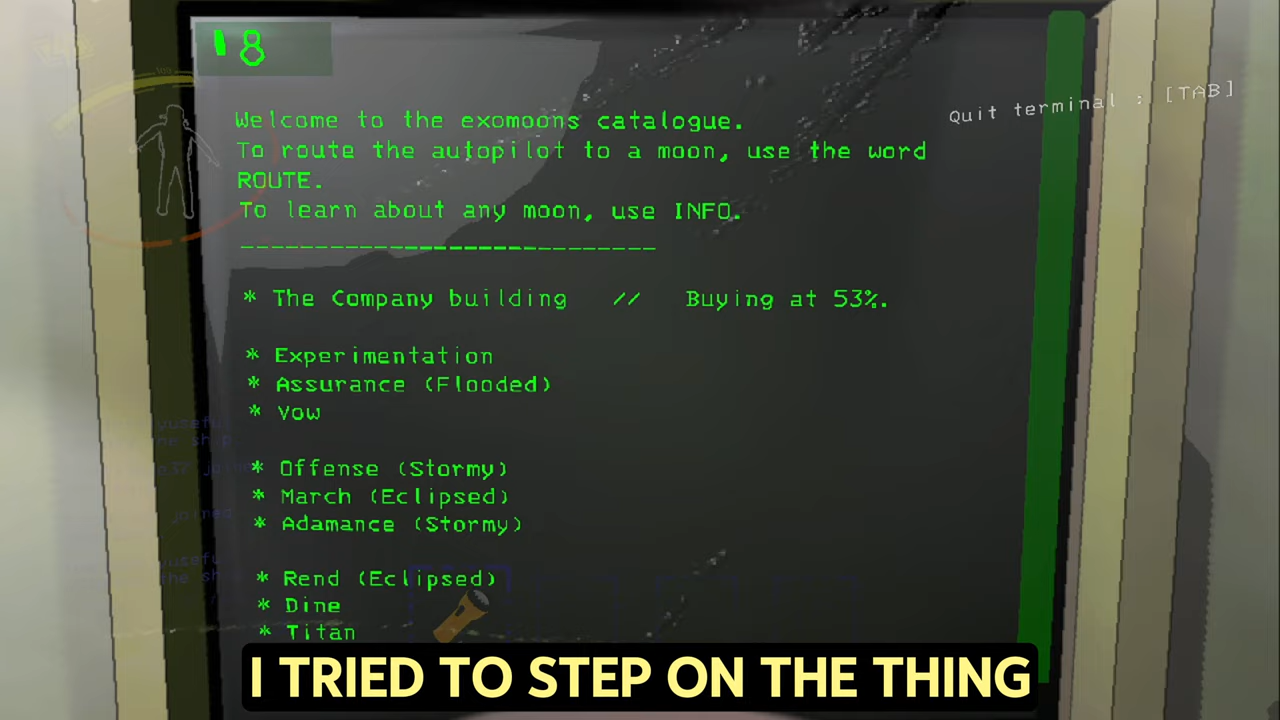 ▮8
Welcome to the exomoons catalogue.
Quit terminal : [TAB]
To route the autopilot to a moon, use the word
ROUTE.
To learn about any moon, use INFO.
----------------------------
* The Company building // Buying at 53%.
* Experimentation
* Assurance (Flooded)
* Vow
* Offense (Stormy)
* March (Eclipsed)
* Adamance (Stormy)
* Rend (Eclipsed)
* Dine
* Titan
I TRIED TO STEP ON THE THING